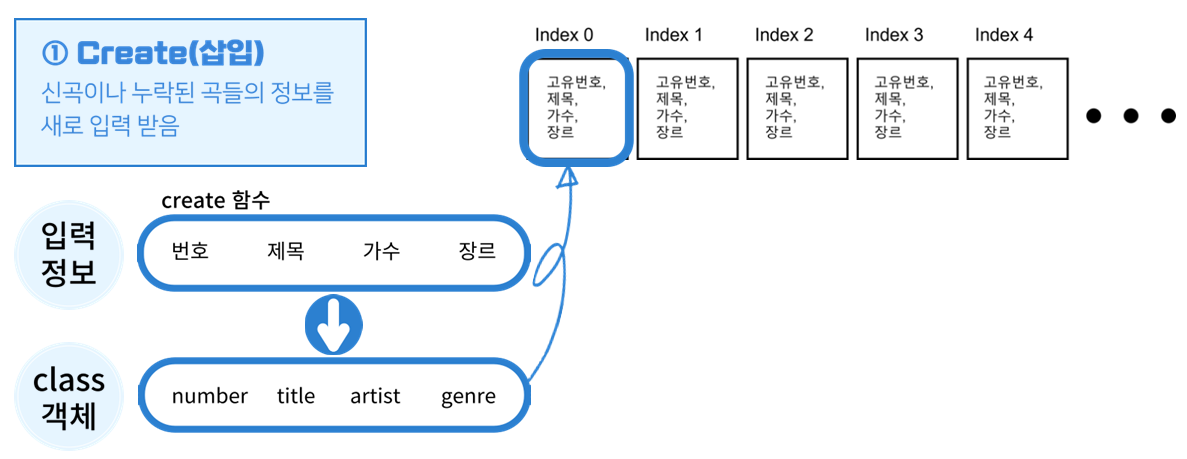 ① Create(삽입)
신곡이나 누락된 곡들의 정보를
새로 입력 받음
Index 0
Index 1
Index 2
Index 3
Index 4
고유번호,
제목,
가수,
장르
고유번호,
제목,
가수,
장르
고유번호,
제목,
가수,
장르
고유번호,
제목,
가수,
장르
고유번호,
제목,
가수,
장르
create 함수
입력
정보
번호 제목 가수 장르
class
객체
number title artist genre